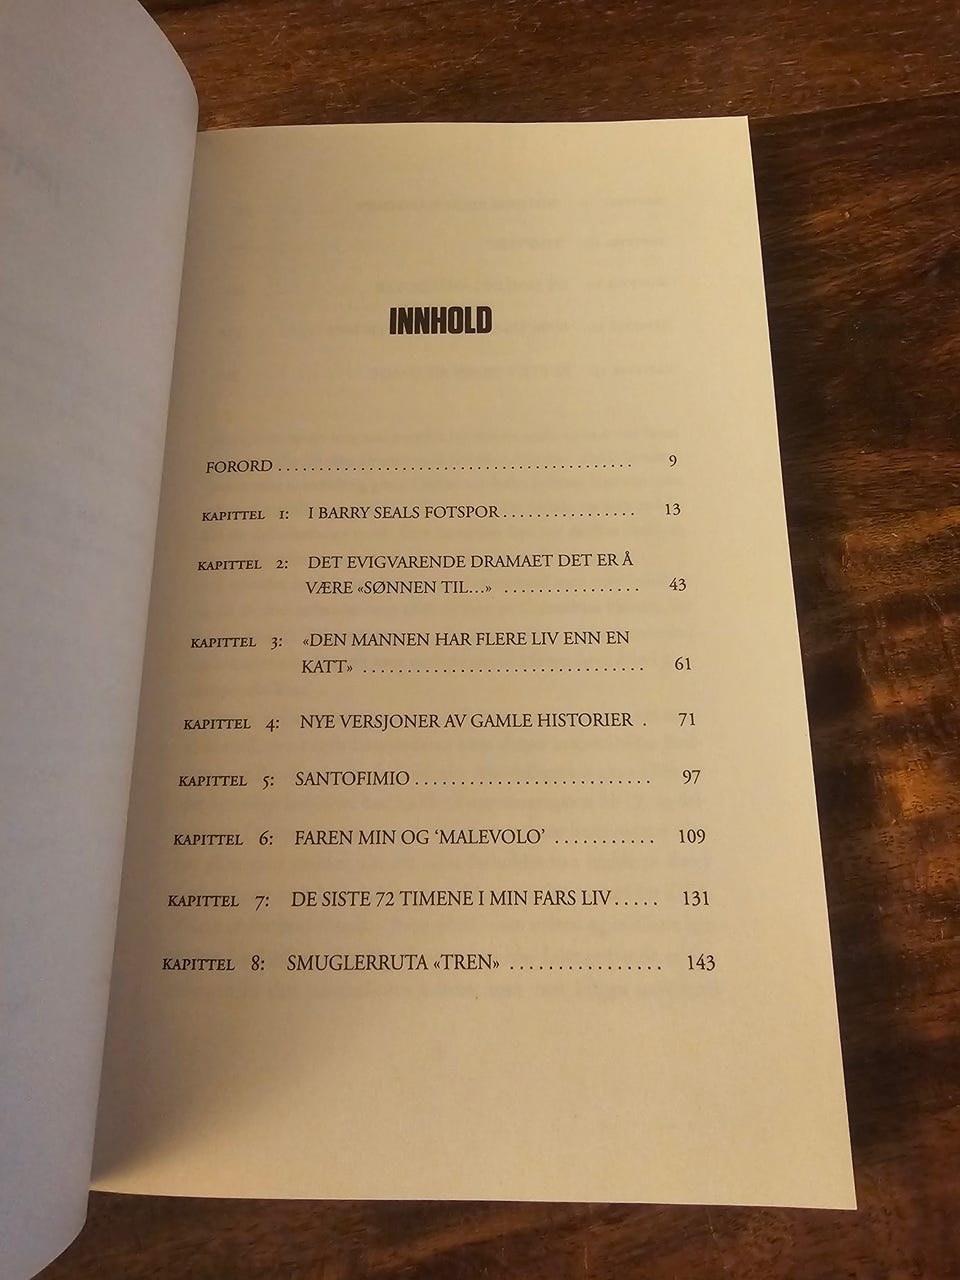 INNHOLD
FORORD ........................................... 9
KAPITTEL 1: I BARRY SEALS FOTSPOR ................ 13
KAPITTEL 2: DET EVIGVARENDE DRAMAET DET ER Å
VÆRE «SØNNEN TIL...» ................. 43
KAPITTEL 3: «DEN MANNEN HAR FLERE LIV ENN EN
KATT» .................................. 61
KAPITTEL 4: NYE VERSJONER AV GAMLE HISTORIER . 71
KAPITTEL 5: SANTOFIMIO ......................... 97
KAPITTEL 6: FAREN MIN OG ‘MALEVOLO’ ........... 109
KAPITTEL 7: DE SISTE 72 TIMENE I MIN FARS LIV ..... 131
KAPITTEL 8: SMUGLERRUTA «TREN» ................ 143